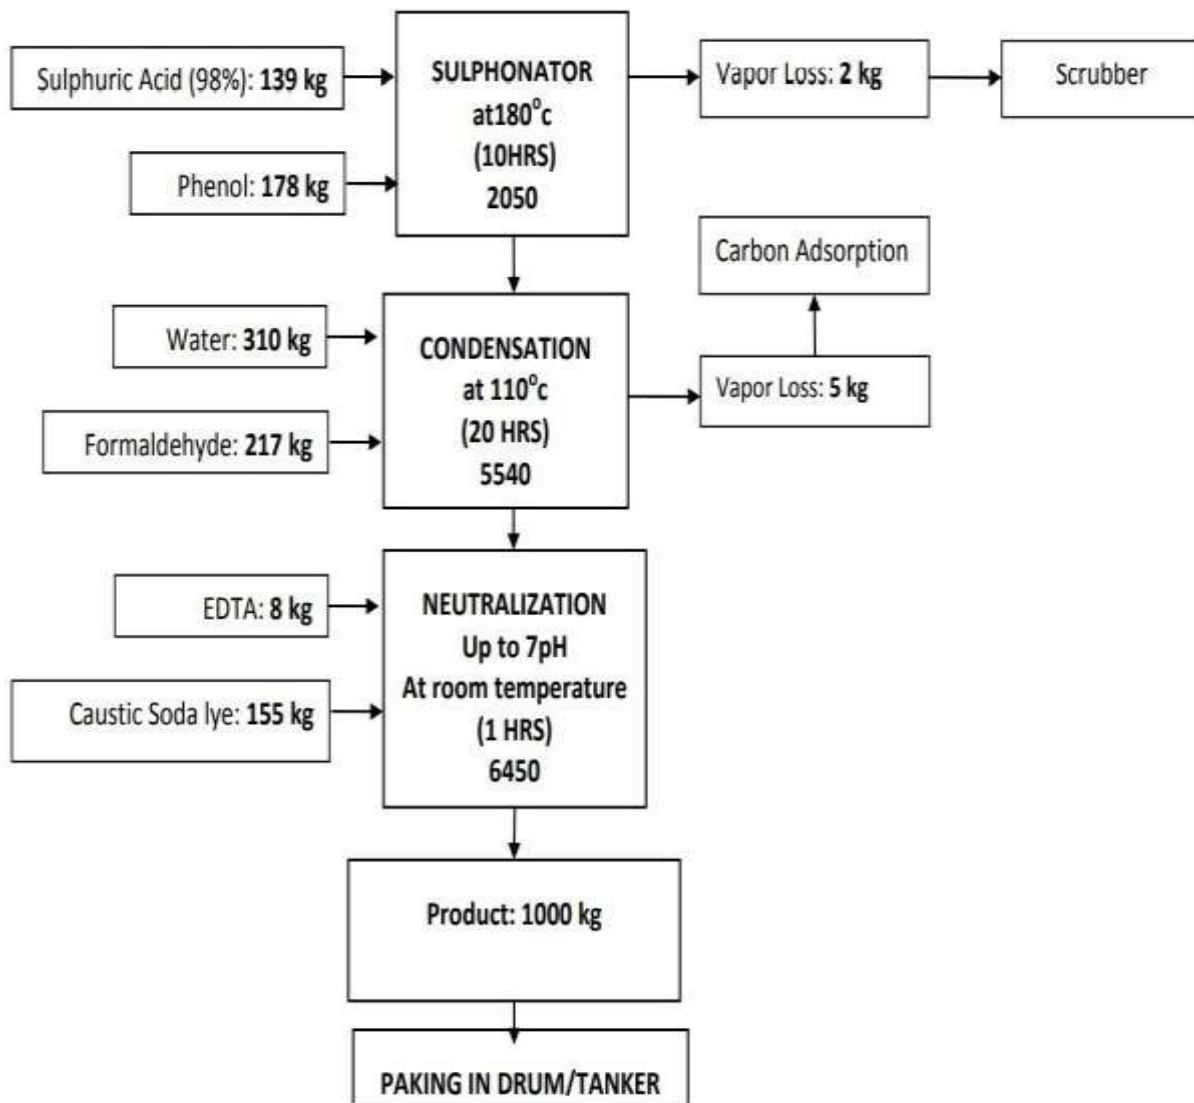 Sulphuric Acid (98%): 139 kg
Phenol: 178 kg
SULPHONATOR
at180°c
(10HRS)
2050
Vapor Loss: 2 kg
Scrubber
Water: 310 kg
Formaldehyde: 217 kg
CONDENSATION
at 110°c
(20 HRS)
5540
Carbon Adsorption
Vapor Loss: 5 kg
EDTA: 8 kg
Caustic Soda lye: 155 kg
NEUTRALIZATION
Up to 7pH
At room temperature
(1 HRS)
6450
Product: 1000 kg
PAKING IN DRUM/TANKER